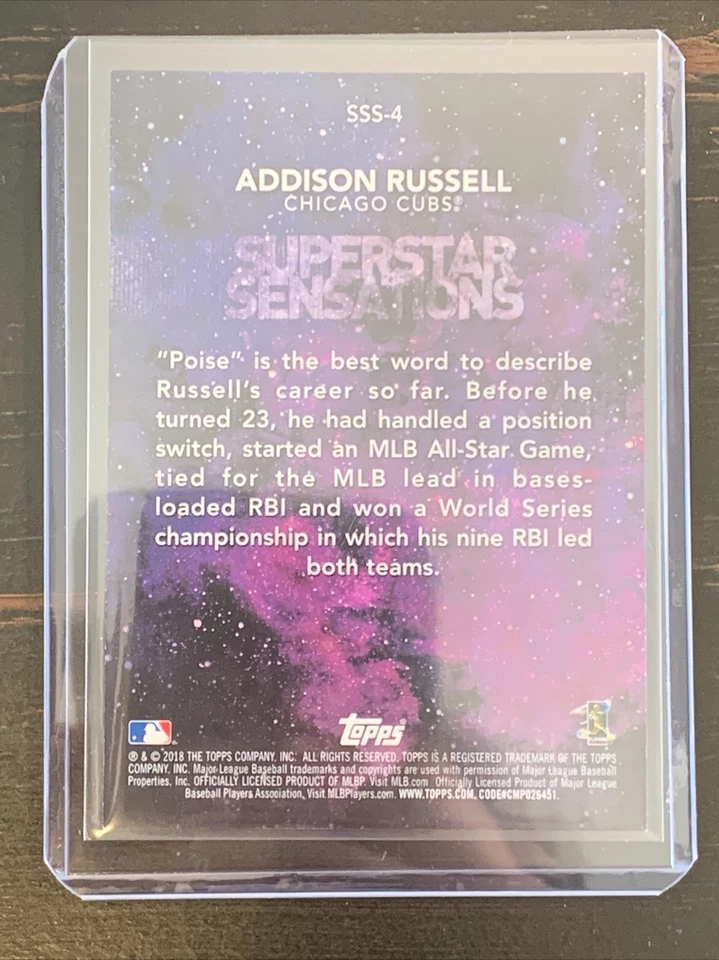 SSS-4
ADDISON RUSSELL
CHICAGO CUBS®
SUPERSTAR
SENSATIONS
"Poise" is the best word to describe
Russell's career so far. Before he
turned 23, he had handled a position
switch, started an MLB All-Star Game,
tied for the MLB lead in bases-
loaded RBI and won a World Series
championship in which his nine RBI led
both teams.
topps®
® & © 2018 THE TOPPS COMPANY, INC. ALL RIGHTS RESERVED. TOPPS IS A REGISTERED TRADEMARK OF THE TOPPS
COMPANY, INC. Major League Baseball trademarks and copyrights are used with permission of Major League Baseball
Properties, Inc. OFFICIALLY LICENSED PRODUCT OF MLBP. Visit MLB.com Officially Licensed Product of Major League
Baseball Players Association, Visit MLBPlayers.com. WWW.TOPPS.COM, CODE#CMP026451.